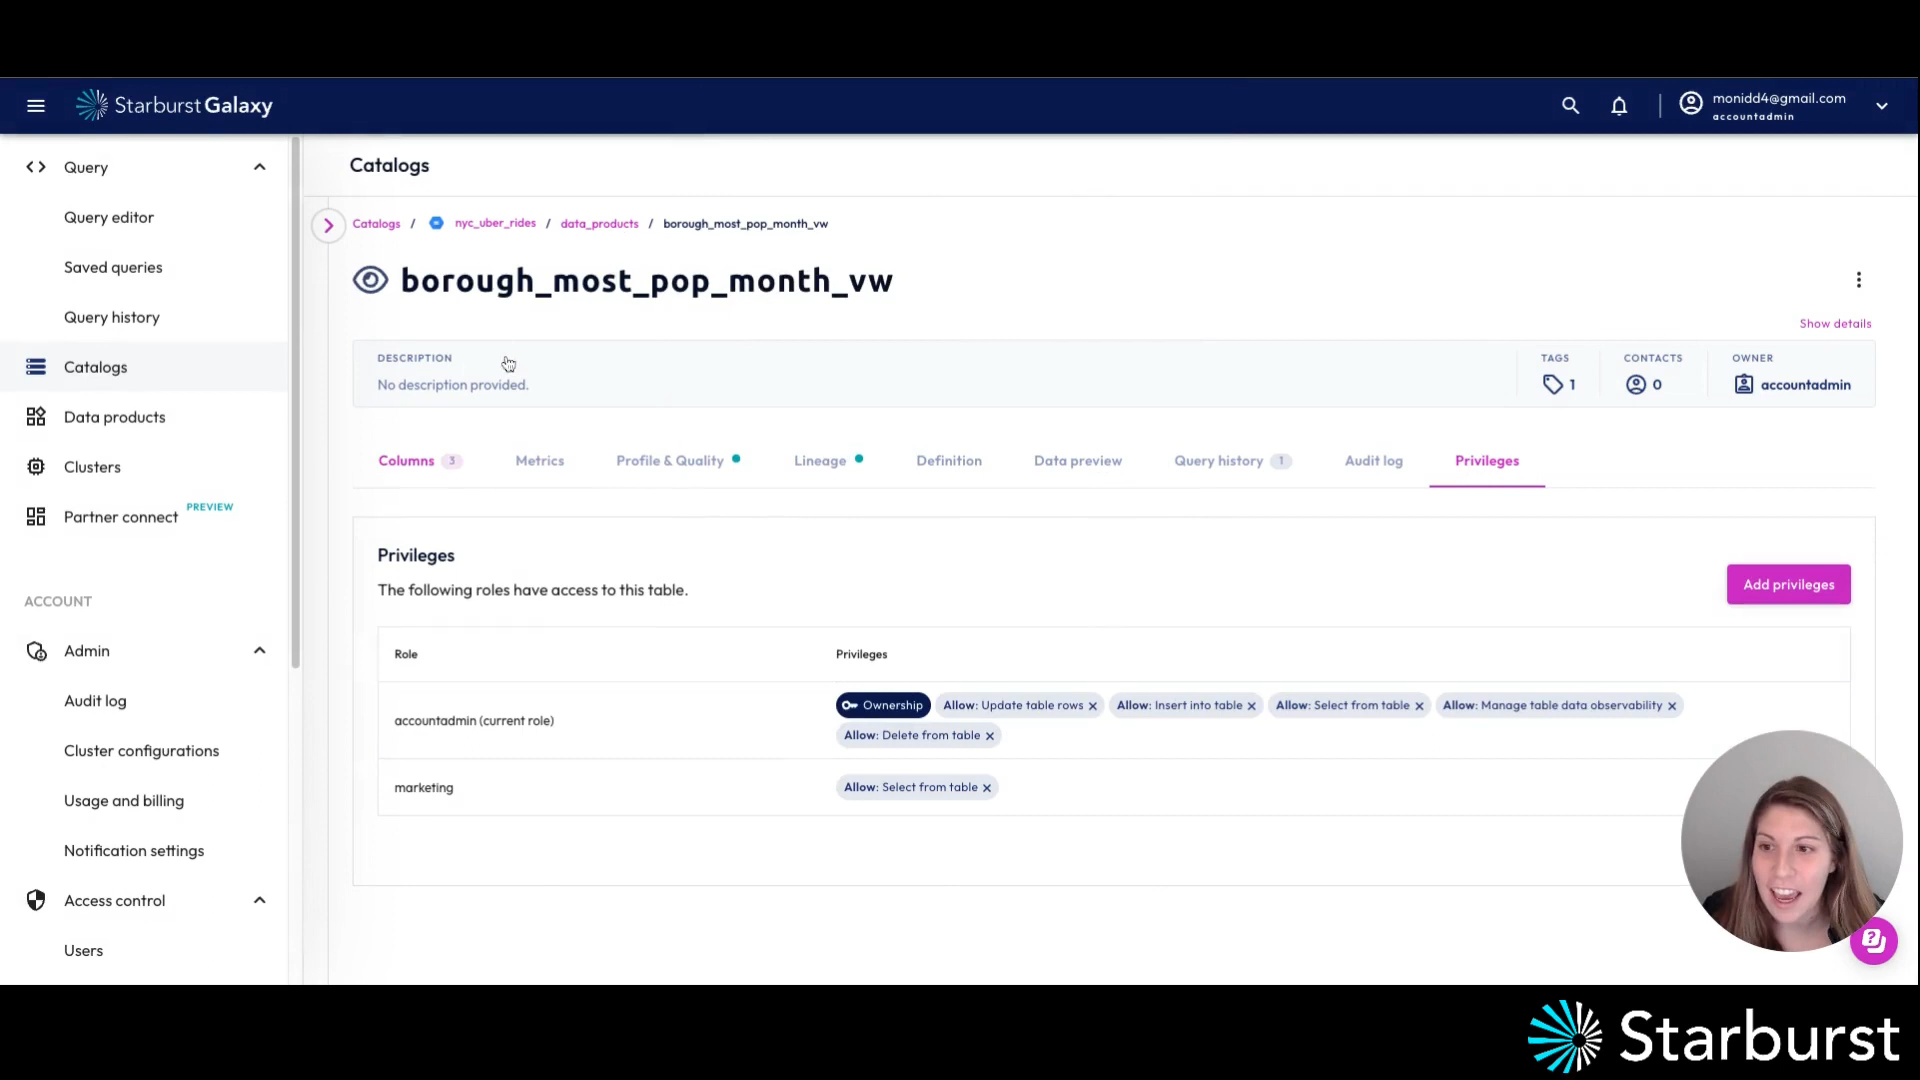 Starburst Galaxy
monidd4@gmail.com
accountadmin
Query
Query editor
Saved queries
Query history
Catalogs
Data products
Clusters
Partner connect PREVIEW
ACCOUNT
Admin
Audit log
Cluster configurations
Usage and billing
Notification settings
Access control
Users
Catalogs
Catalogs / nyc_uber_rides / data_products / borough_most_pop_month_vw
borough_most_pop_month_vw
Show details
DESCRIPTION
No description provided.
TAGS
1
CONTACTS
0
OWNER
accountadmin
Columns 3 Metrics Profile & Quality Lineage Definition Data preview Query history 1 Audit log Privileges
Privileges
The following roles have access to this table.
Add privileges
Role Privileges
accountadmin (current role)
Ownership Allow: Update table rows Allow: Insert into table Allow: Select from table Allow: Manage table data observability
Allow: Delete from table
marketing Allow: Select from table
Starburst